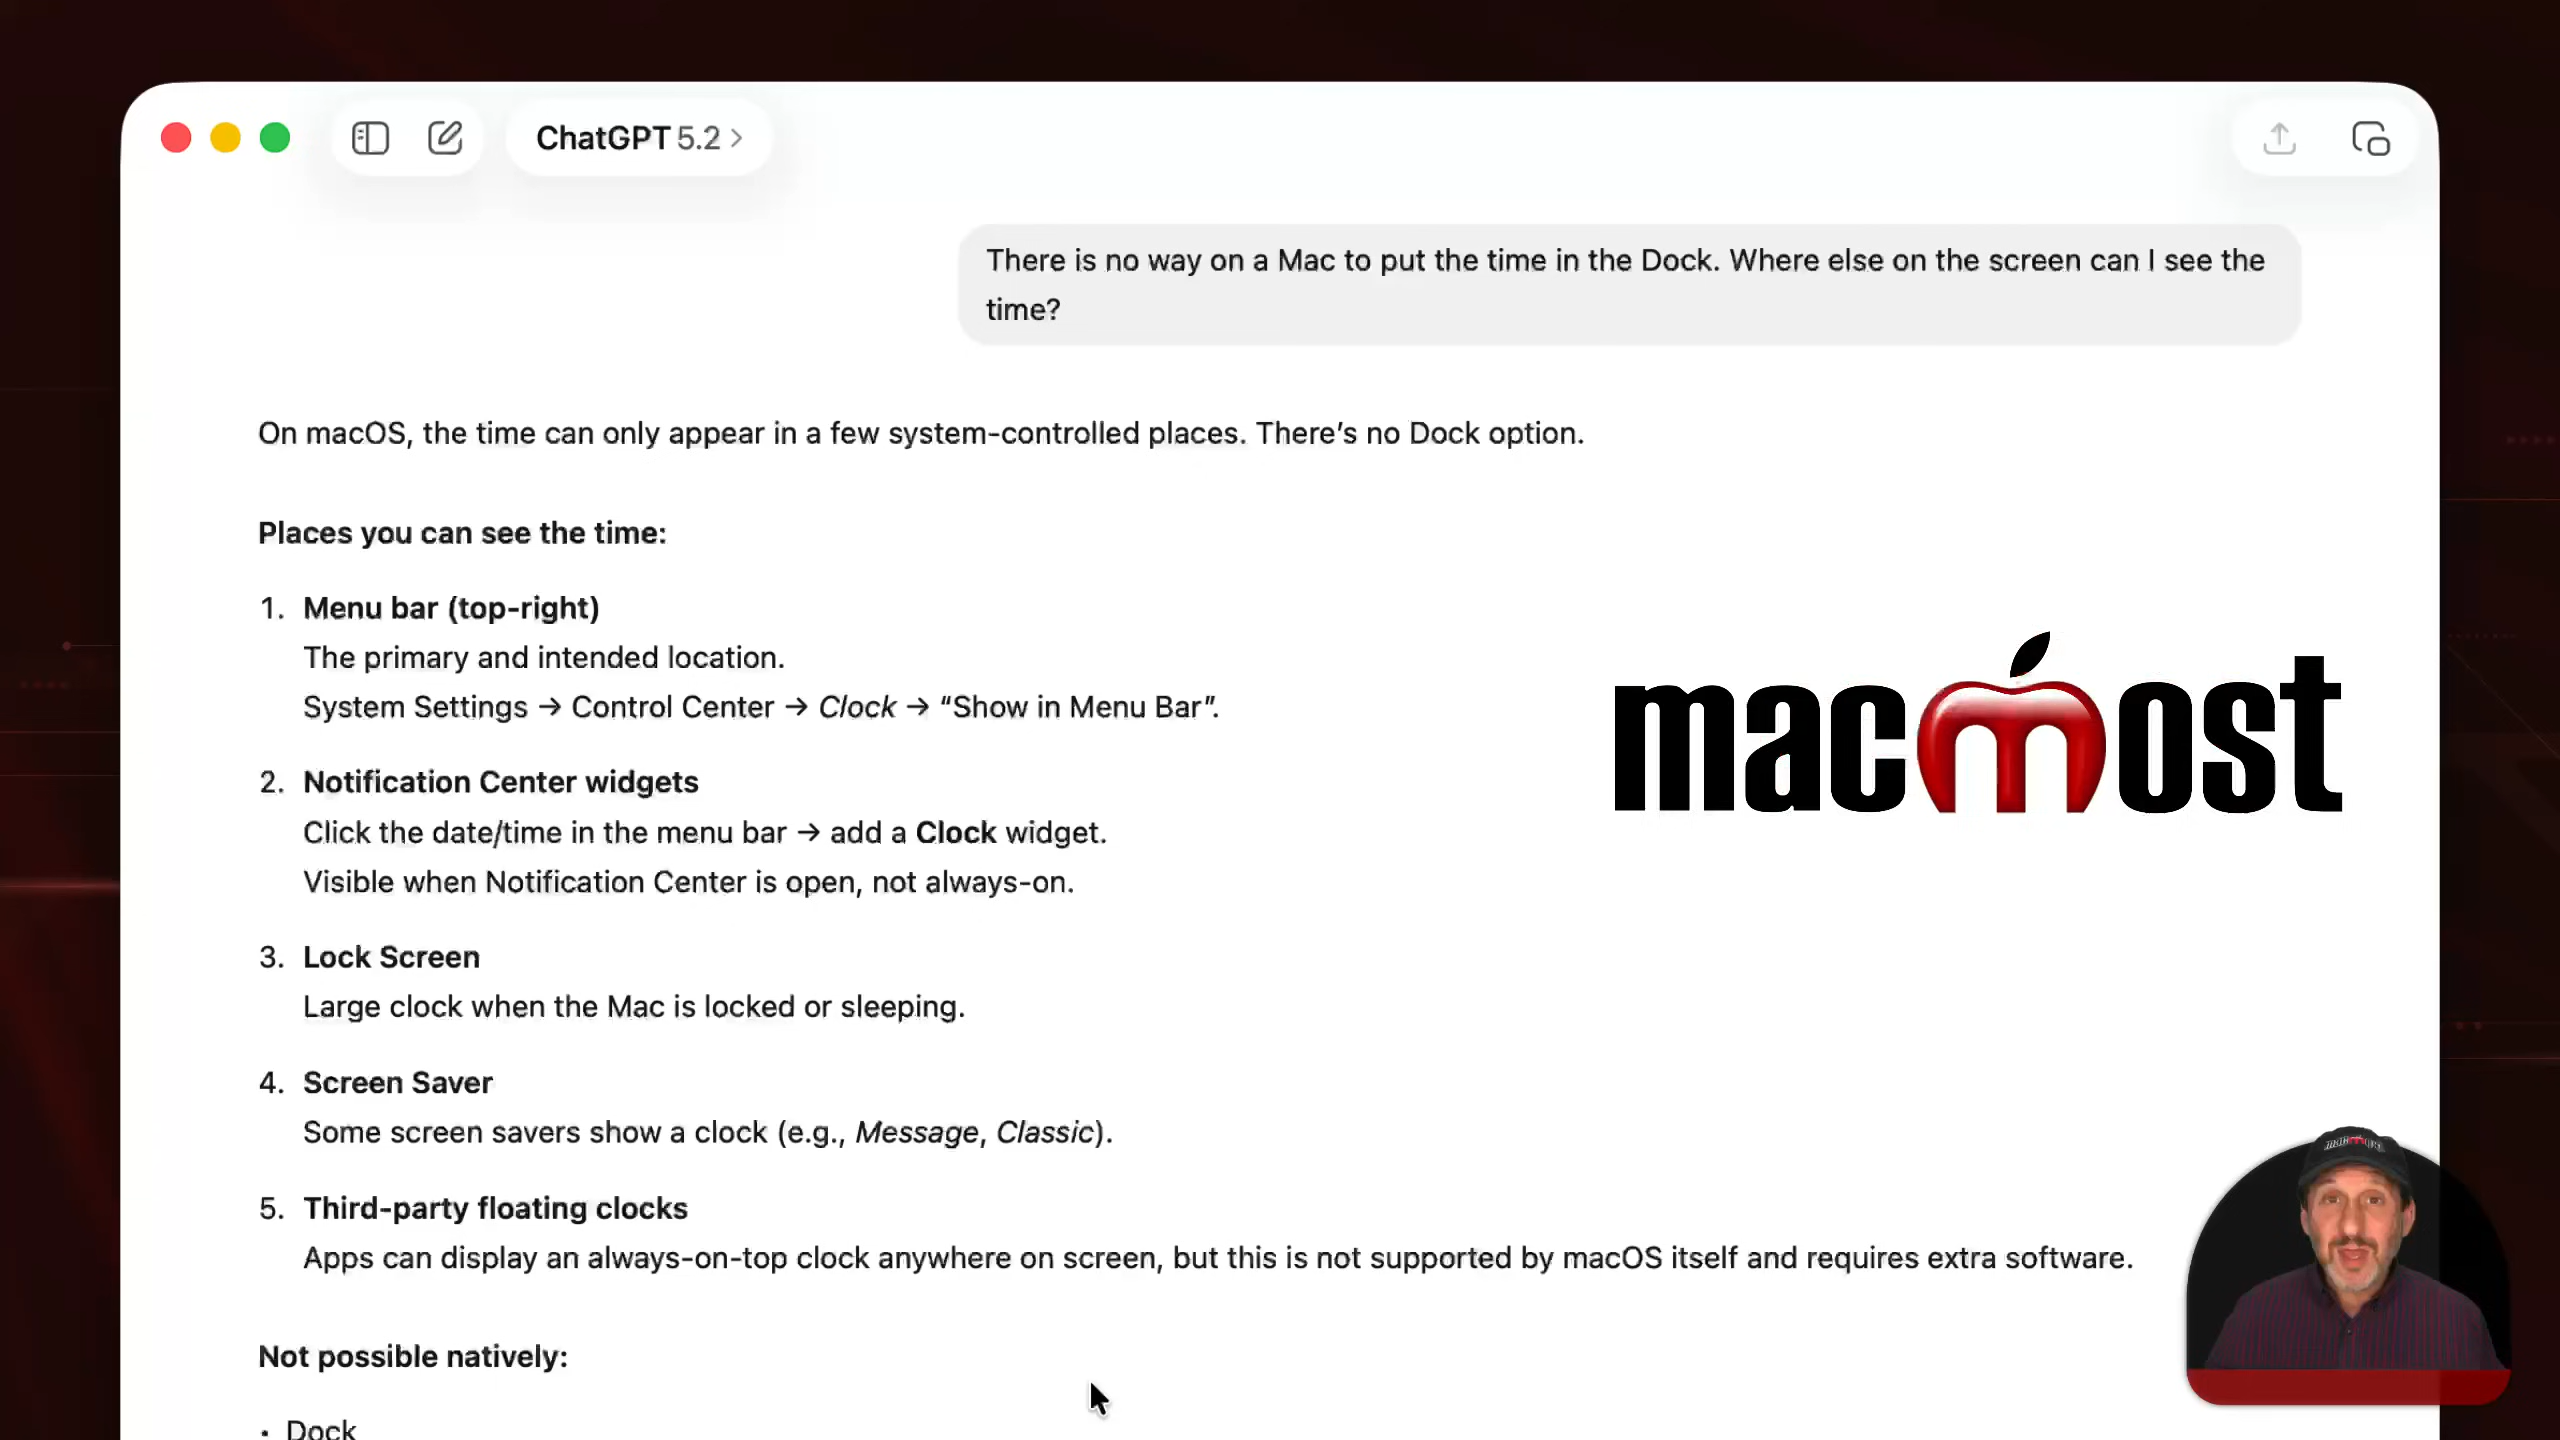 ChatGPT 5.2 >
There is no way on a Mac to put the time in the Dock. Where else on the screen can I see the
time?
On macOS, the time can only appear in a few system-controlled places. There’s no Dock option.
Places you can see the time:
1. Menu bar (top-right)
The primary and intended location.
System Settings → Control Center → Clock → “Show in Menu Bar”.
2. Notification Center widgets
Click the date/time in the menu bar → add a Clock widget.
Visible when Notification Center is open, not always-on.
3. Lock Screen
Large clock when the Mac is locked or sleeping.
4. Screen Saver
Some screen savers show a clock (e.g., Message, Classic).
5. Third-party floating clocks
Apps can display an always-on-top clock anywhere on screen, but this is not supported by macOS itself and requires extra software.
Not possible natively:
• Dock
macmost
macmost